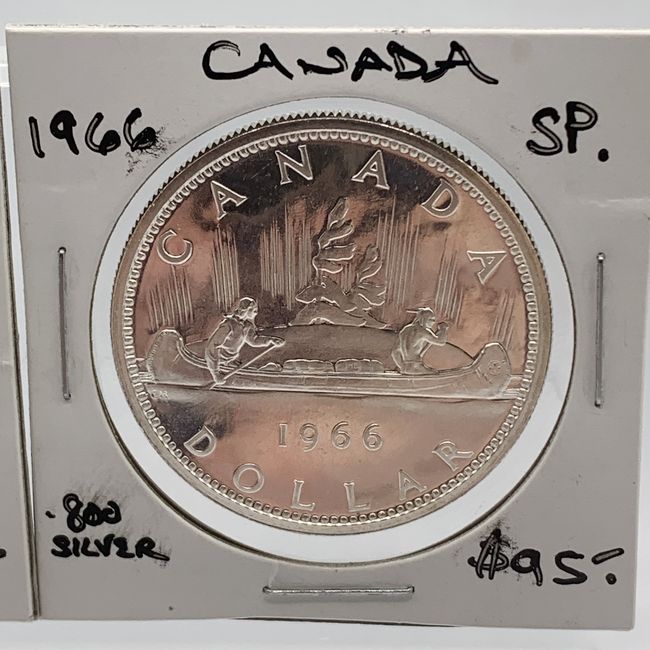 CANADA
1966 SP.
CANADA
1966
DOLLAR
.800
SILVER
$95.-